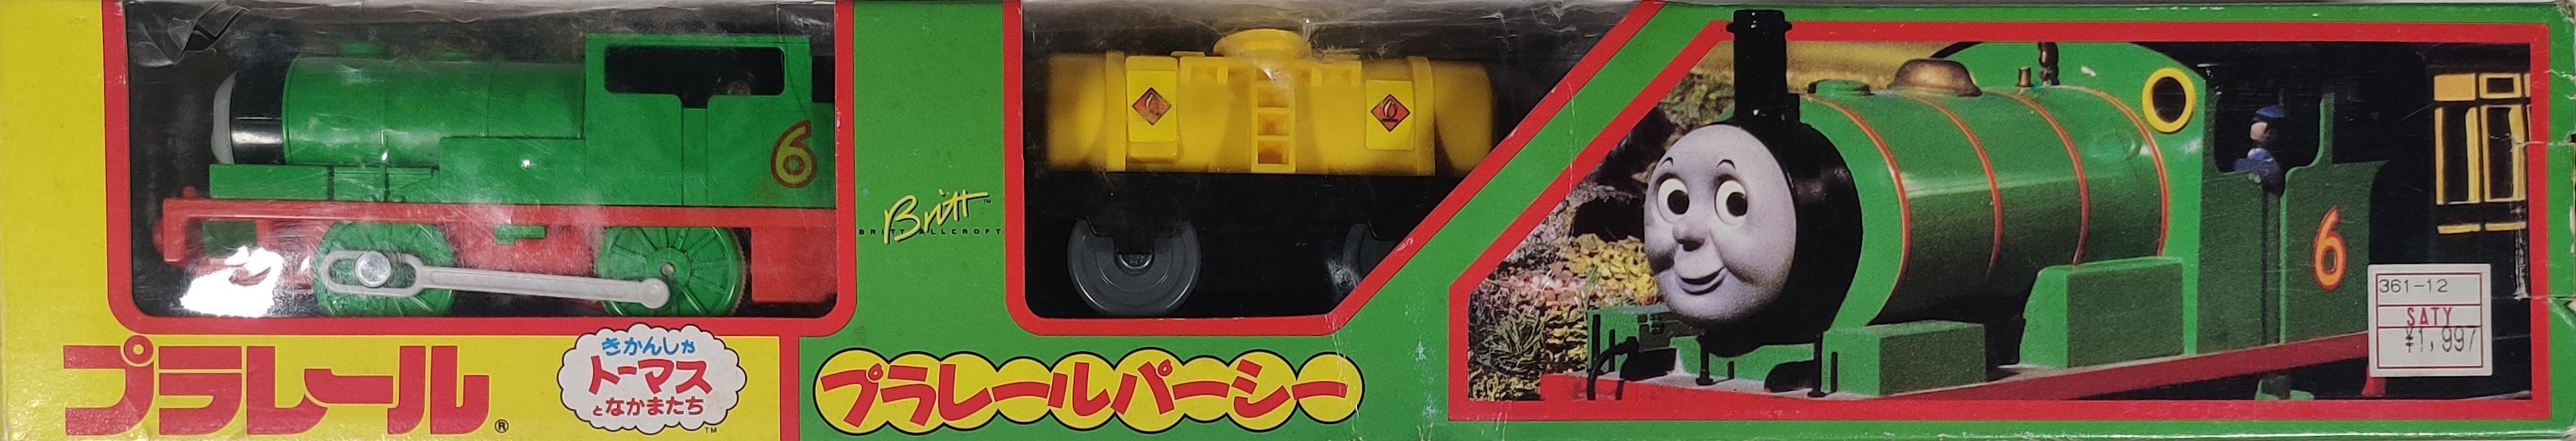 6
Britt™
BRITT ALLCROFT
プラレール®
きかんしゃ
トーマス
となかまたち
™
プラレールパーシー
6
361-12
SATY
¥1,997